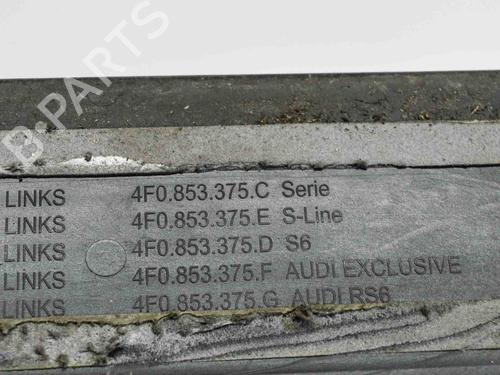 B-Parts
LINKS 4F0.853.375.C Serie
LINKS 4F0.853.375.E S-Line
LINKS 4F0.853.375.D S6
LINKS 4F0.853.375.F AUDI EXCLUSIVE
LINKS 4F0.853.375.G AUDI RS6